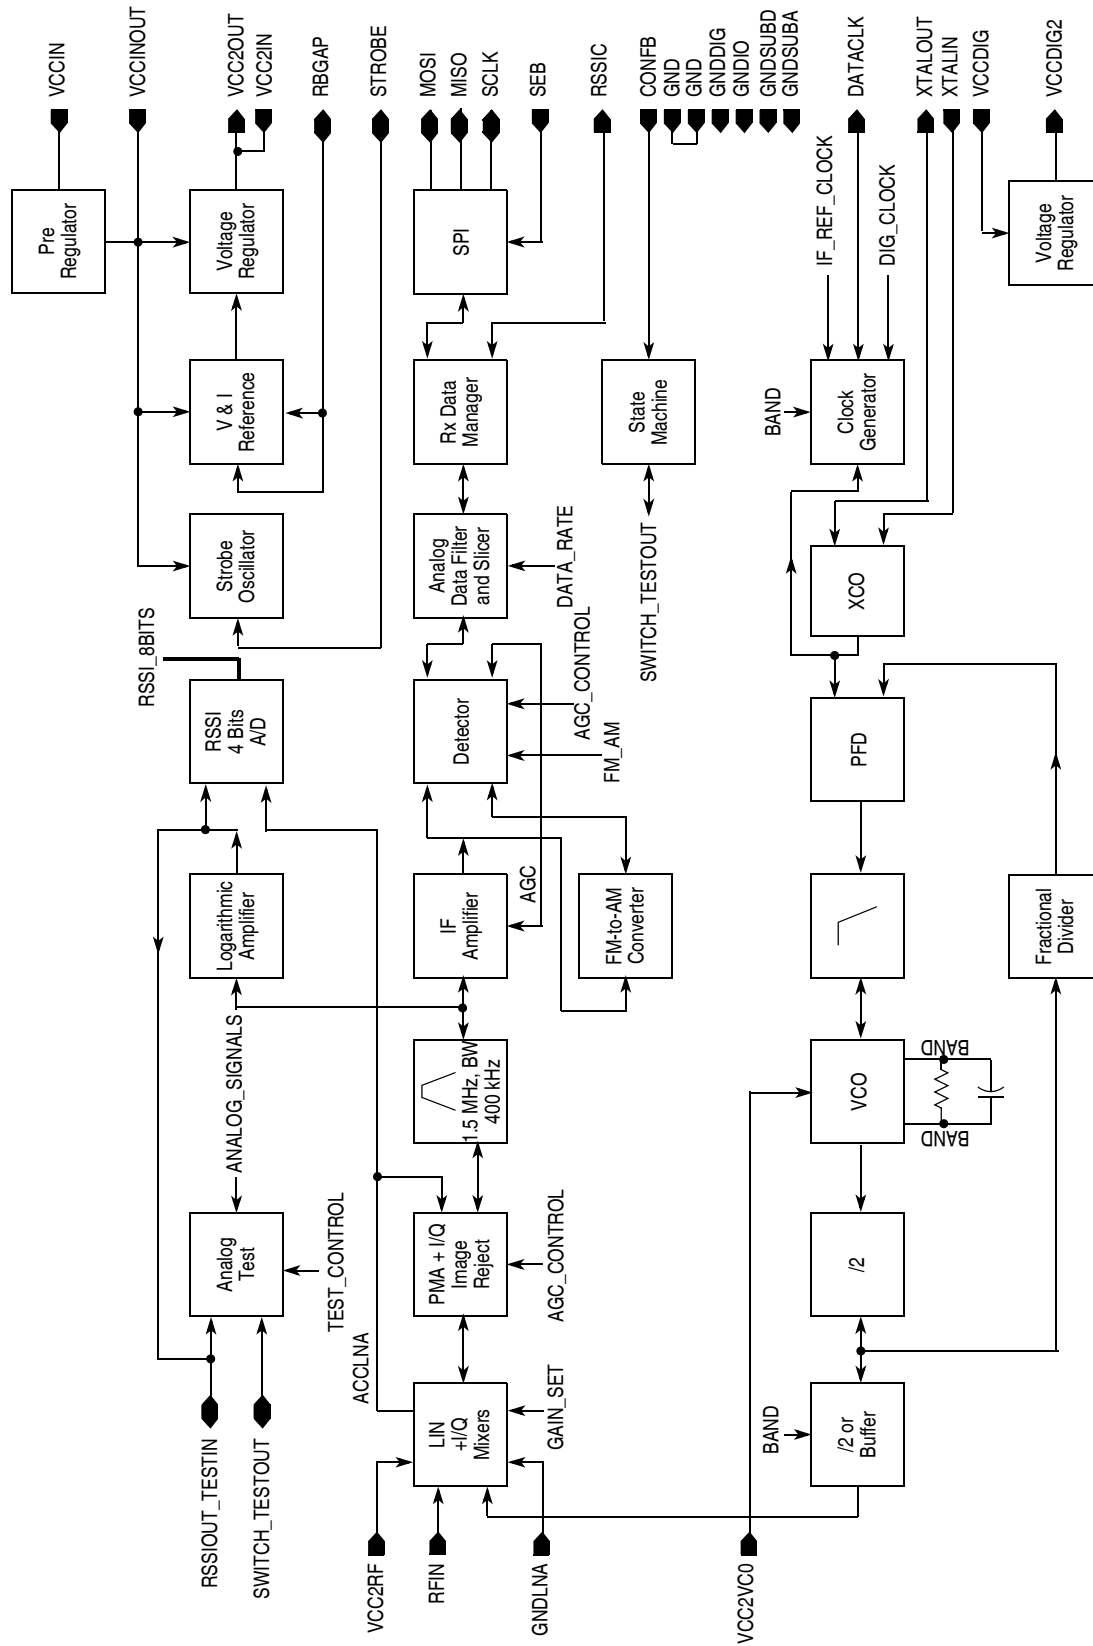 RSSIOUT_TESTIN
SWITCH_TESTOUT
VCC2RF
RFIN
GNDLNA
VCC2VC0
Analog
Test
TEST_CONTROL
ANALOG_SIGNALS
Logarithmic
Amplifier
RSSI
4 Bits
A/D
RSSI_8BITS
Strobe
Oscillator
V & I
Reference
Voltage
Regulator
Pre
Regulator
VCCIN
VCCINOUT
VCC2OUT
VCC2IN
RBGAP
STROBE
ACCLNA
LIN
+I/Q
Mixers
GAIN_SET
PMA + I/Q
Image
Reject
AGC_CONTROL
1.5 MHz, BW
400 kHz
IF
Amplifier
AGC
FM-to-AM
Converter
Detector
FM_AM
AGC_CONTROL
Analog
Data Filter
and Slicer
DATA_RATE
Rx Data
Manager
SPI
MOSI
MISO
SCLK
SEB
RSSIC
SWITCH_TESTOUT
State
Machine
CONFB
GND
GND
GNDDIG
GNDIO
GNDSUBD
GNDSUBA
BAND
/2 or
Buffer
/2
VCO
BAND
BAND
Fractional
Divider
PFD
XCO
BAND
Clock
Generator
IF_REF_CLOCK
DIG_CLOCK
DATACLK
XTALOUT
XTALIN
VCCDIG
Voltage
Regulator
VCCDIG2